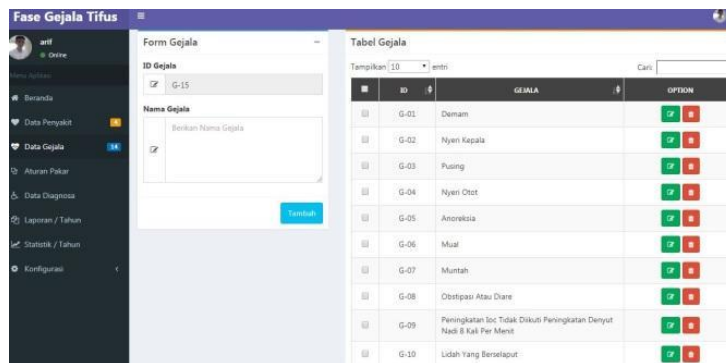 Fase Gejala Tifus
arif
Online
Menu Aplikasi
Beranda
Data Penyakit 4
Data Gejala 14
Aturan Pakar
Data Diagnosa
Laporan / Tahun
Statistik / Tahun
Konfigurasi
Form Gejala
ID Gejala
G-15
Nama Gejala
Berikan Nama Gejala
Tambah
Tabel Gejala
Tampilkan 10 entri
Cari:
ID GEJALA OPTION
G-01 Demam
G-02 Nyeri Kepala
G-03 Pusing
G-04 Nyeri Otot
G-05 Anoreksia
G-06 Mual
G-07 Muntah
G-08 Obstipasi Atau Diare
G-09 Peningkatan Ioc Tidak Diikuti Peningkatan Denyut
Nadi 8 Kali Per Menit
G-10 Lidah Yang Berselaput